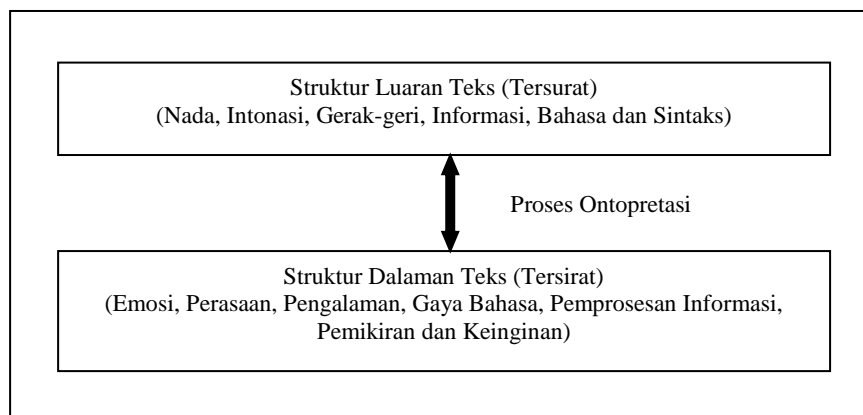 Struktur Luaran Teks (Tersurat)
(Nada, Intonasi, Gerak-geri, Informasi, Bahasa dan Sintaks)
Proses Ontopretasi
Struktur Dalaman Teks (Tersirat)
(Emosi, Perasaan, Pengalaman, Gaya Bahasa, Pemprosesan Informasi,
Pemikiran dan Keinginan)